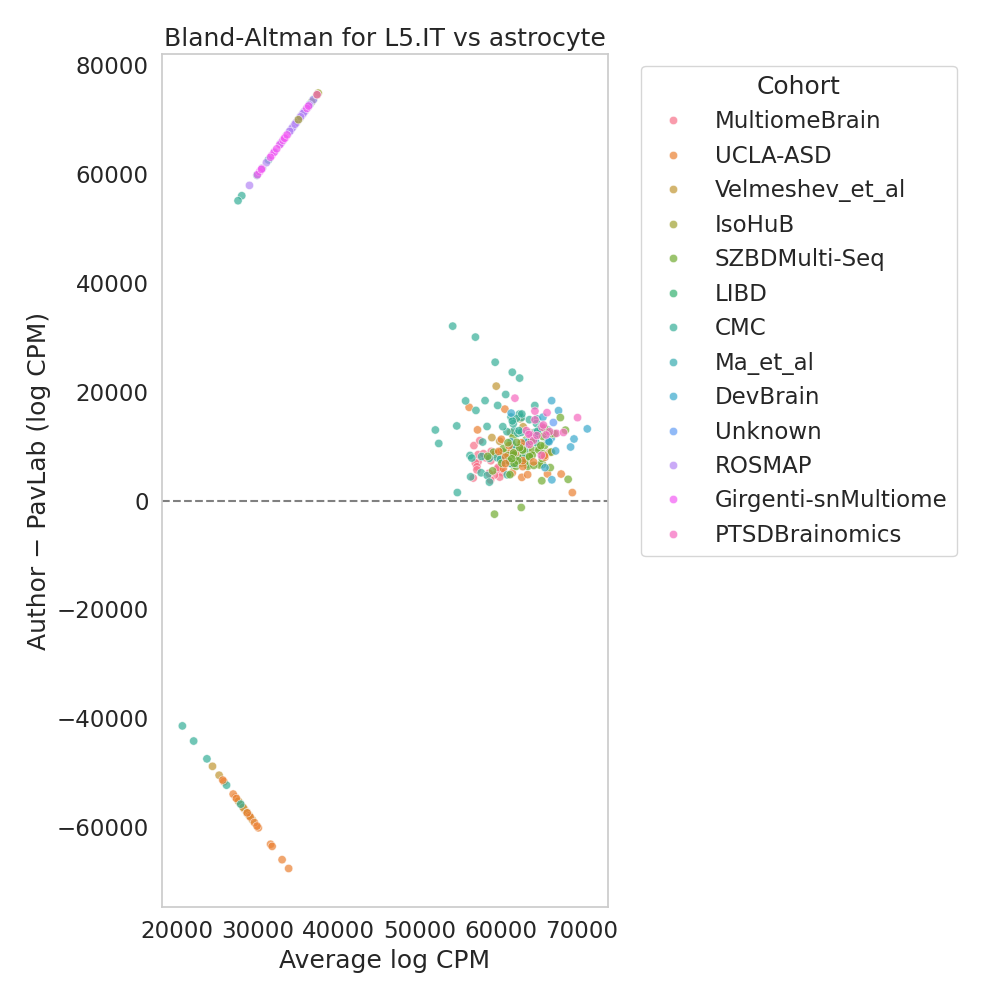 Bland-Altman for L5.IT vs astrocyte
80000
60000
40000
20000
0
−20000
−40000
−60000
Author − PavLab (log CPM)
20000 30000 40000 50000 60000 70000
Average log CPM
Cohort
MultiomeBrain
UCLA-ASD
Velmeshev_et_al
IsoHuB
SZBDMulti-Seq
LIBD
CMC
Ma_et_al
DevBrain
Unknown
ROSMAP
Girgenti-snMultiome
PTSDBrainomics